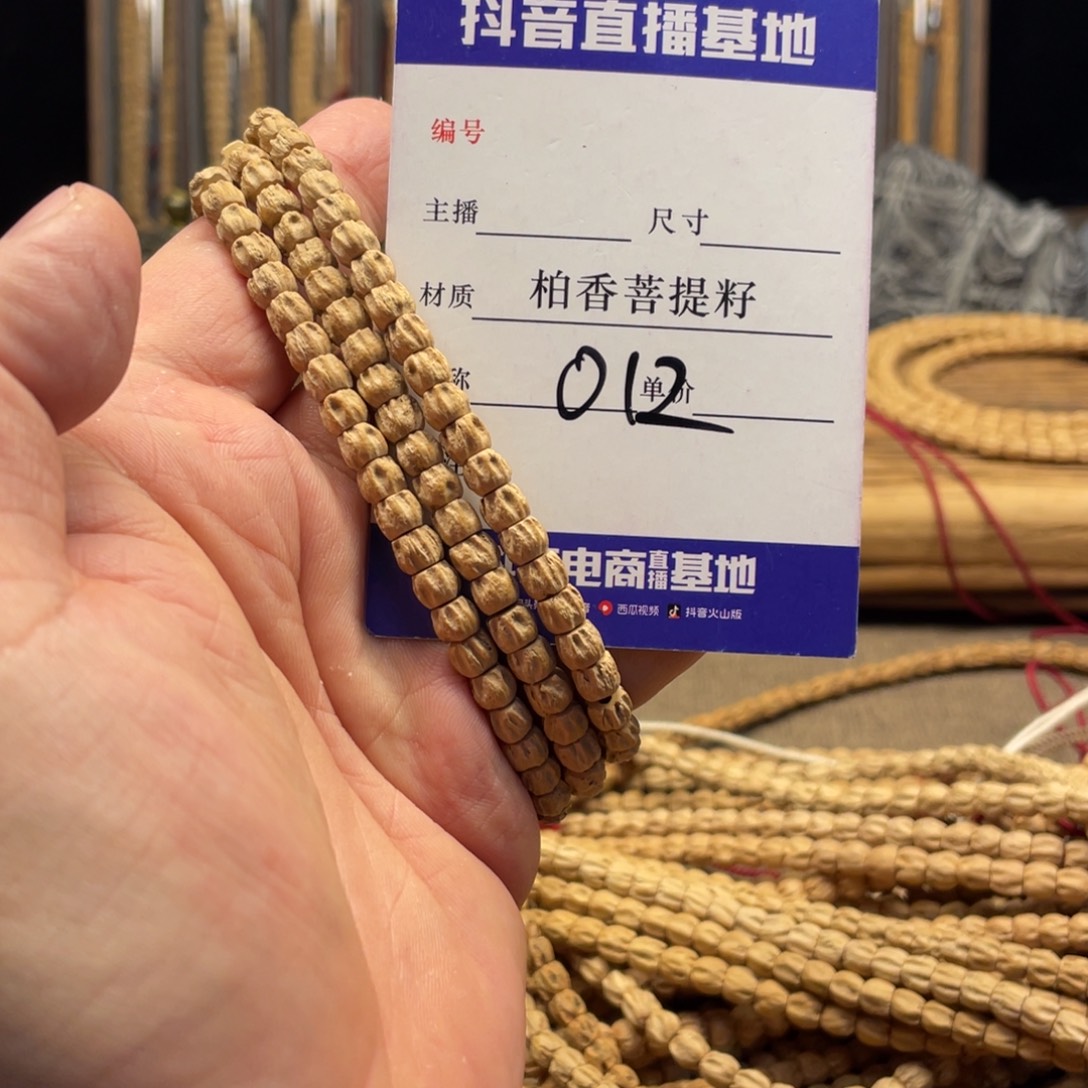 抖音直播基地
编号
主播 尺寸
材质 柏香菩提籽
称 012 单价
电商直播基地
西瓜视频 抖音火山版